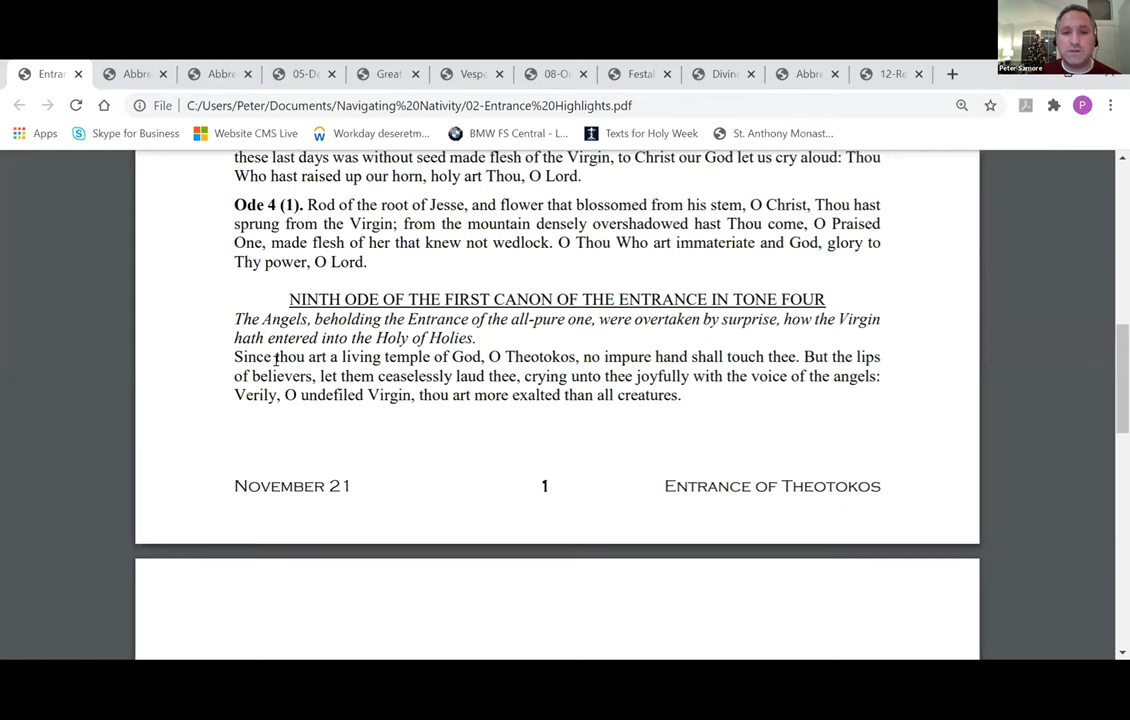 Peter Samore
Entra
Abbre
Abbre
05-De
Great
Vespe
08-O
Festal
Divin
Abbre
12-Re
File
C:/Users/Peter/Documents/Navigating%20Nativity/02-Entrance%20Highlights.pdf
P
Apps
Skype for Business
Website CMS Live
Workday deseretm...
BMW FS Central - L...
Texts for Holy Week
St. Anthony Monast...
these last days was without seed made flesh of the Virgin, to Christ our God let us cry aloud: Thou
Who hast raised up our horn, holy art Thou, O Lord.
Ode 4 (1). Rod of the root of Jesse, and flower that blossomed from his stem, O Christ, Thou hast
sprung from the Virgin; from the mountain densely overshadowed hast Thou come, O Praised
One, made flesh of her that knew not wedlock. O Thou Who art immateriate and God, glory to
Thy power, O Lord.
NINTH ODE OF THE FIRST CANON OF THE ENTRANCE IN TONE FOUR
The Angels, beholding the Entrance of the all-pure one, were overtaken by surprise, how the Virgin
hath entered into the Holy of Holies.
Since thou art a living temple of God, O Theotokos, no impure hand shall touch thee. But the lips
of believers, let them ceaselessly laud thee, crying unto thee joyfully with the voice of the angels:
Verily, O undefiled Virgin, thou art more exalted than all creatures.
NOVEMBER 21
1
ENTRANCE OF THEOTOKOS